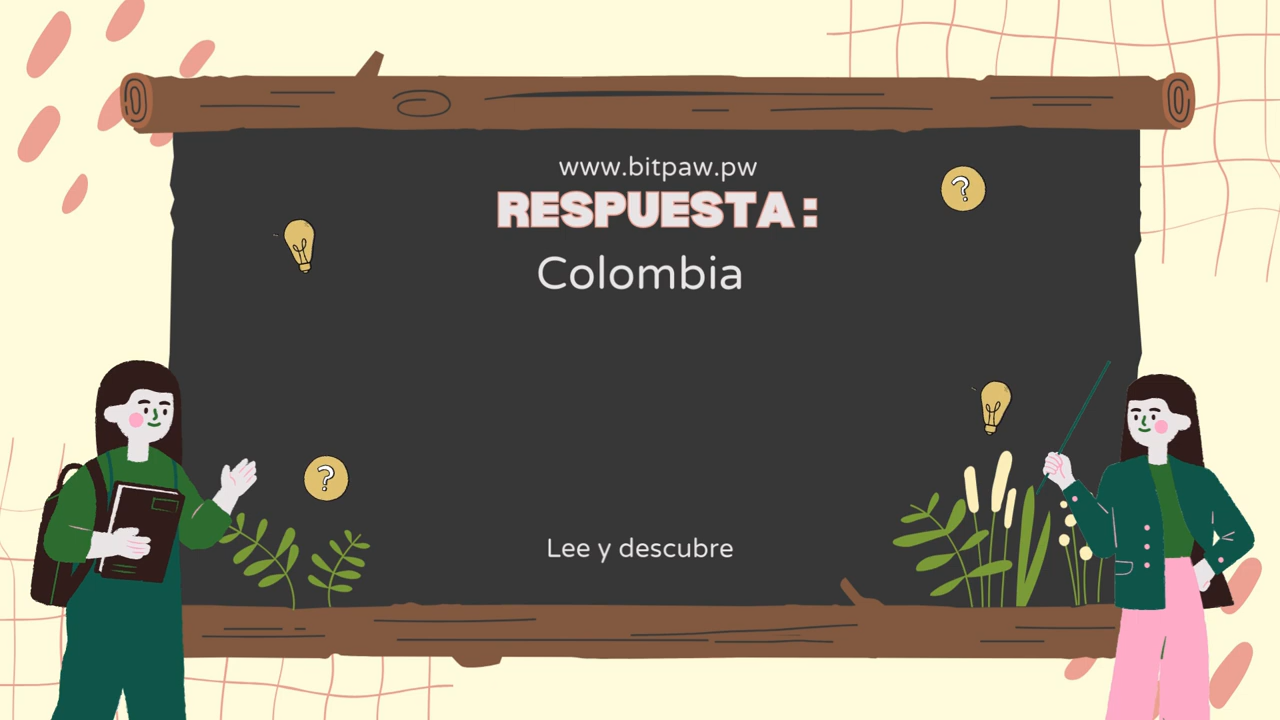 www.bitpaw.pw
RESPUESTA:
Colombia
?
?
Lee y descubre